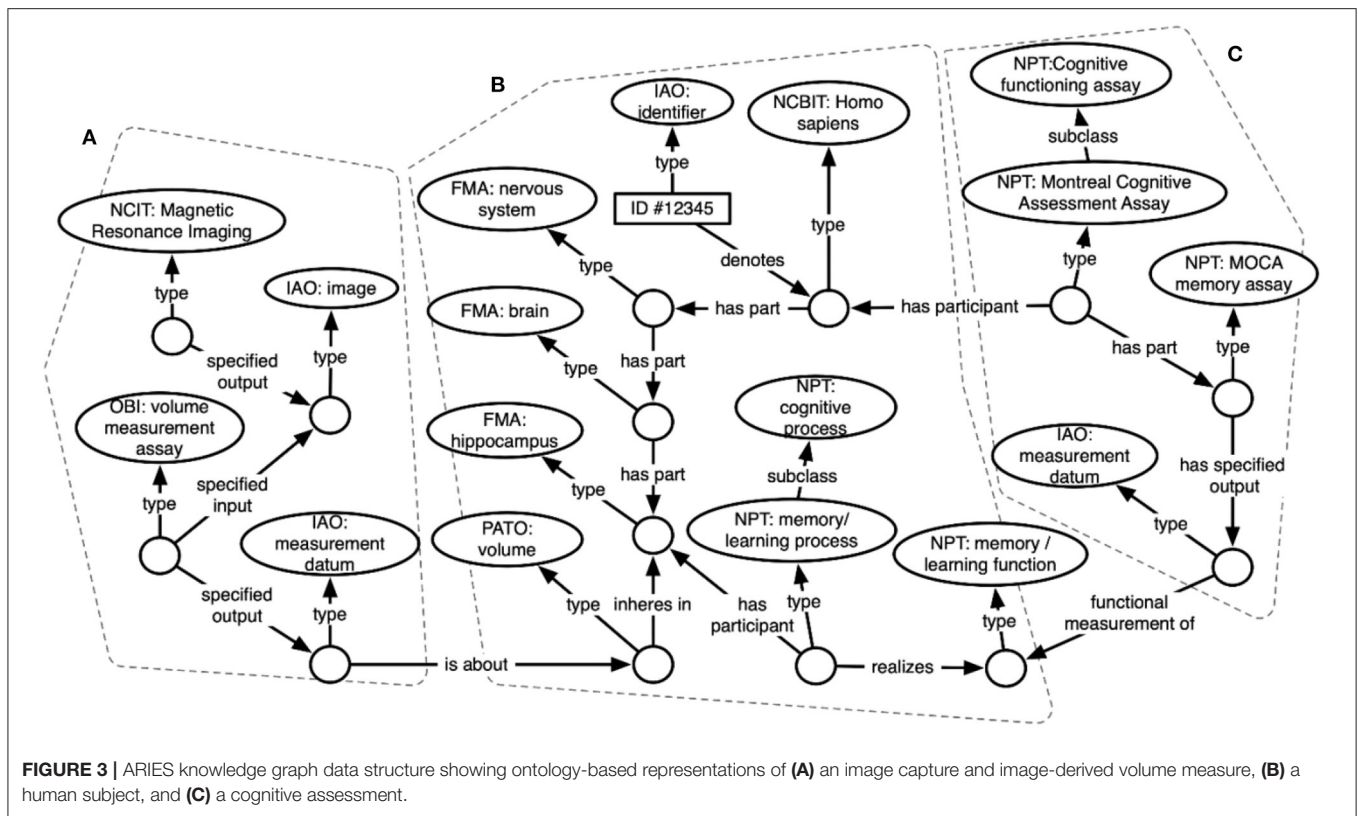 A
NCIT: Magnetic
Resonance Imaging
type
IAO: image
specified
output
type
OBI: volume
measurement
assay
type
specified
input
IAO:
measurement
datum
specified
output
type
is about
B
IAO:
identifier
NCBIT: Homo
sapiens
type
FMA: nervous
system
ID #12345
type
denotes
type
has part
has participant
FMA: brain
has part
type
NPT:
cognitive
process
FMA:
hippocampus
has part
type
subclass
PATO:
volume
NPT: memory/
learning process
NPT: memory /
learning function
type
inheres in
has
participant
type
type
realizes
C
NPT:Cognitive
functioning assay
subclass
NPT: Montreal Cognitive
Assessment Assay
type
NPT: MOCA
memory assay
has part
type
IAO:
measurement
datum
has specified
output
type
functional
measurement of
FIGURE 3 | ARIES knowledge graph data structure showing ontology-based representations of (A) an image capture and image-derived volume measure, (B) a
human subject, and (C) a cognitive assessment.